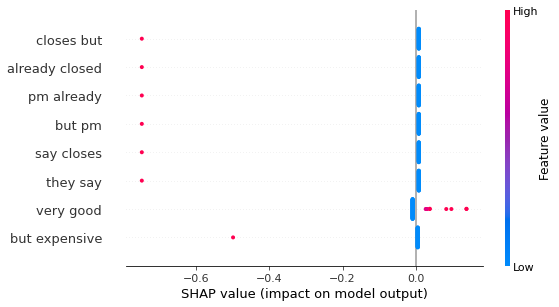 High
closes but
already closed
pm already
but pm
say closes
they say
very good
but expensive
Feature value
Low
−0.6 −0.4 −0.2 0.0
SHAP value (impact on model output)